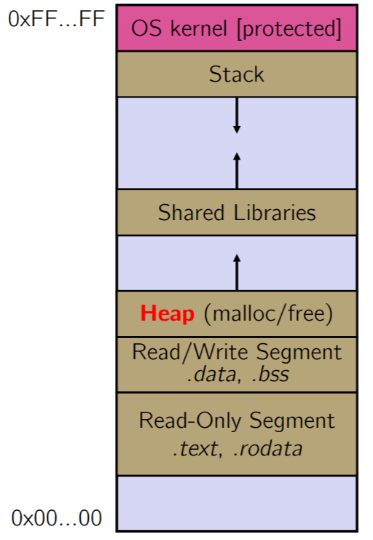 0xFF...FF
OS kernel [protected]
Stack
Shared Libraries
Heap (malloc/free)
Read/Write Segment
.data, .bss
Read-Only Segment
.text, .rodata
0x00...00